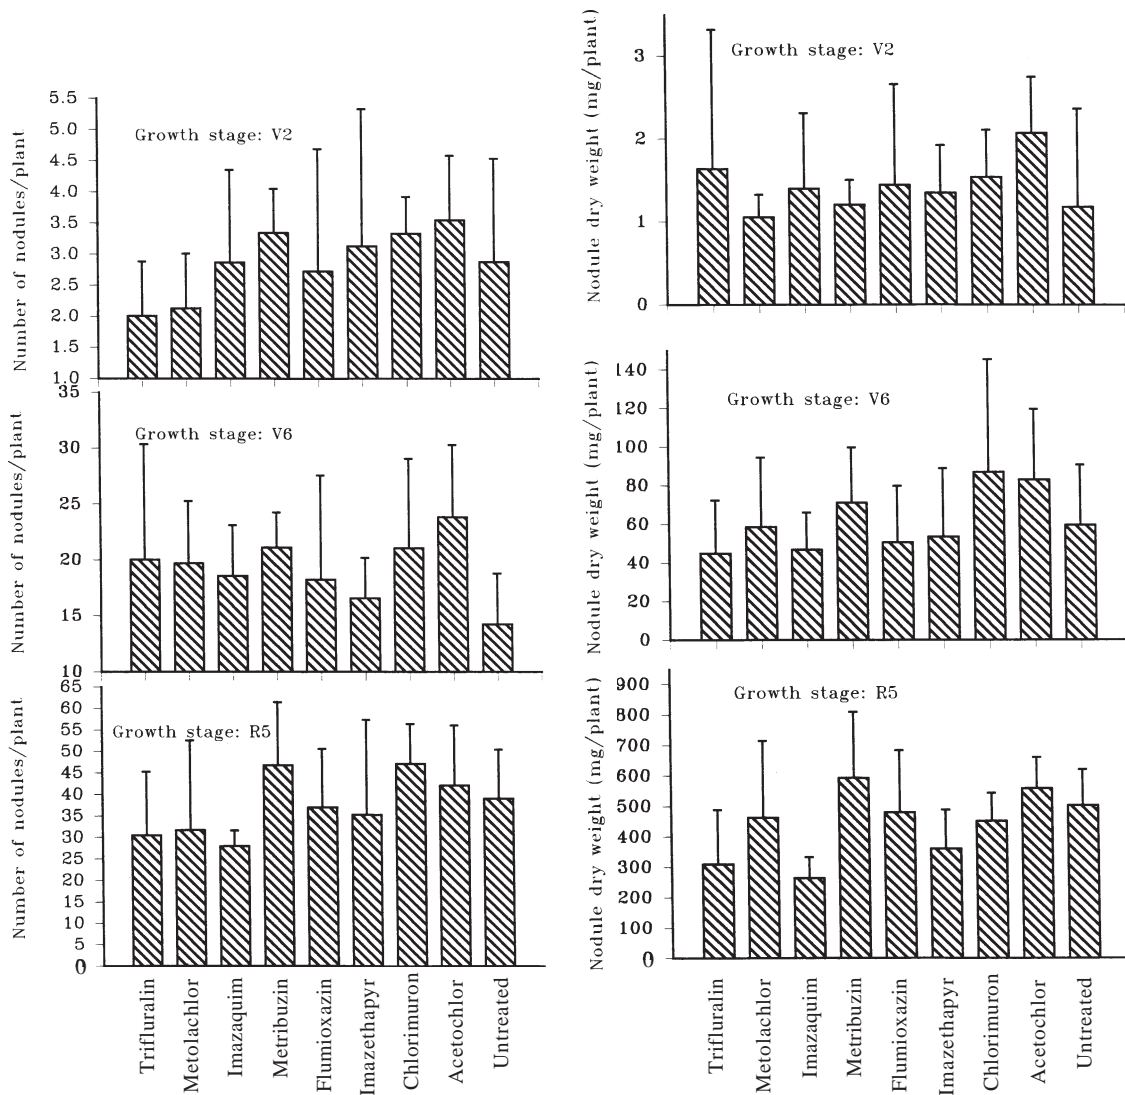 Number of nodules/plant
5.5
5.0
4.5
4.0
3.5
3.0
2.5
2.0
1.5
1.0
Growth stage: V2
Number of nodules/plant
35
30
25
20
15
10
Growth stage: V6
Number of nodules/plant
65
60
55
50
45
40
35
30
25
20
15
10
5
0
Growth stage: R5
Trifluralin
Metolachlor
Imazaquim
Metribuzin
Flumioxazin
Imazethapyr
Chlorimuron
Acetochlor
Untreated
Nodule dry weight (mg/plant)
3
2
1
0
Growth stage: V2
Nodule dry weight (mg/plant)
140
120
100
80
60
40
20
0
Growth stage: V6
Nodule dry weight (mg/plant)
900
800
700
600
500
400
300
200
100
0
Growth stage: R5
Trifluralin
Metolachlor
Imazaquim
Metribuzin
Flumioxazin
Imazethapyr
Chlorimuron
Acetochlor
Untreated